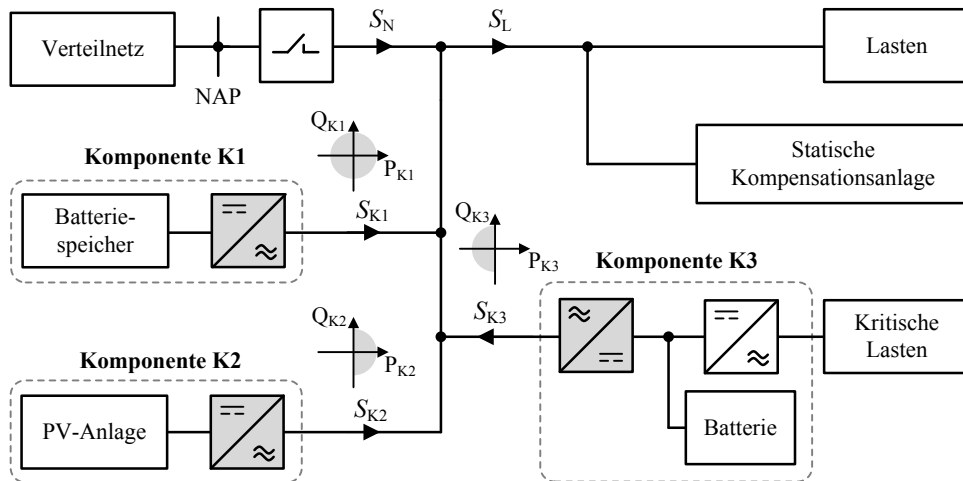 Verteilnetz
NAP
S_N
S_L
Lasten
Statische
Kompensationsanlage
Q_K1
P_K1
Komponente K1
Batterie-
speicher
S_K1
Q_K3
P_K3
Komponente K3
S_K3
Kritische
Lasten
Batterie
Q_K2
P_K2
Komponente K2
PV-Anlage
S_K2